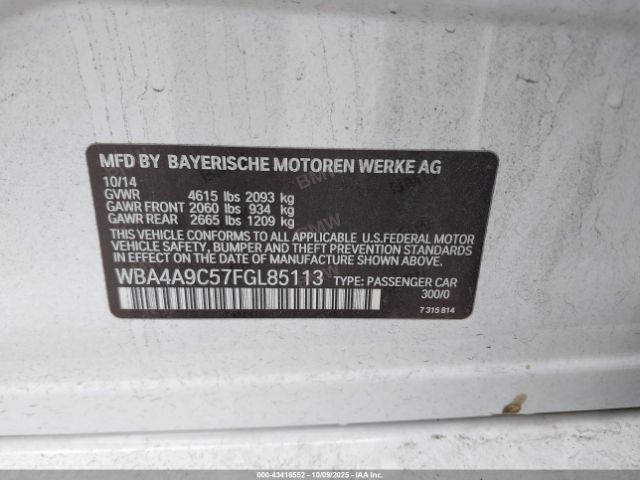 MFD BY BAYERISCHE MOTOREN WERKE AG
10/14
GVWR 4615 lbs 2093 kg
GAWR FRONT 2060 lbs 934 kg
GAWR REAR 2665 lbs 1209 kg
THIS VEHICLE CONFORMS TO ALL APPLICABLE U.S.FEDERAL MOTOR
VEHICLE SAFETY, BUMPER AND THEFT PREVENTION STANDARDS
IN EFFECT ON THE DATE OF MANUFACTURE SHOWN ABOVE.
WBA4A9C57FGL85113 TYPE: PASSENGER CAR
300/0
7 315 814
000-43416552 - 10/09/2025 - IAAI.COM